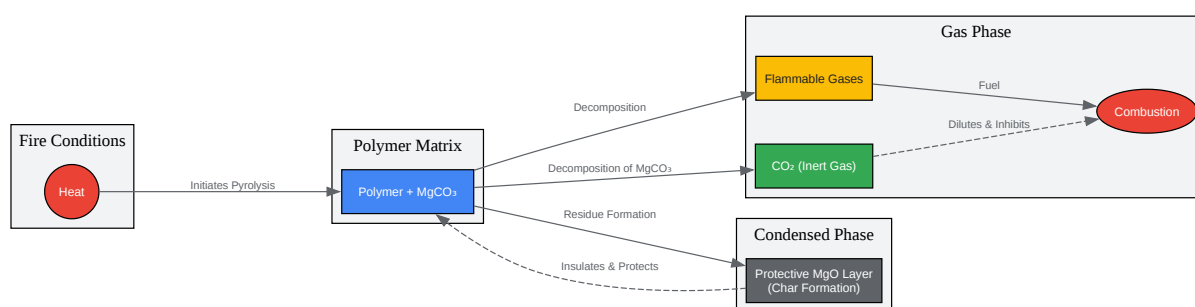 Fire Conditions
Heat
Initiates Pyrolysis
Polymer Matrix
Polymer + MgCO₃
Decomposition
Decomposition of MgCO₃
Residue Formation
Insulates & Protects
Gas Phase
Flammable Gases
Fuel
Combustion
Dilutes & Inhibits
CO₂ (Inert Gas)
Condensed Phase
Protective MgO Layer
(Char Formation)